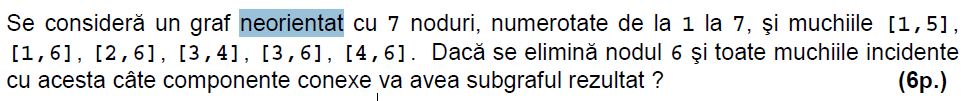 Se consideră un graf neorientat cu 7 noduri, numerotate de la 1 la 7, şi muchiile [1,5],
[1,6], [2,6], [3,4], [3,6], [4,6]. Dacă se elimină nodul 6 şi toate muchiile incidente
cu acesta câte componente conexe va avea subgraful rezultat ? (6p.)